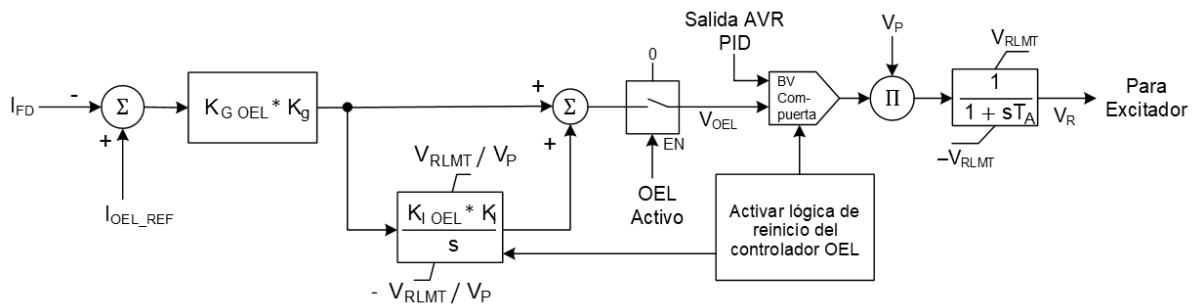 Salida AVR
PID
V_P
V_RLMT
0
BV
Com-
puerta
Π
1
1 + sT_A
-V_RLMT
V_R
Para
Excitador
I_FD
-
Σ
+
I_OEL_REF
K_G OEL * K_g
+
Σ
+
V_OEL
EN
OEL
Activo
V_RLMT / V_P
K_I OEL * K_I
s
- V_RLMT / V_P
Activar lógica de
reinicio del
controlador OEL